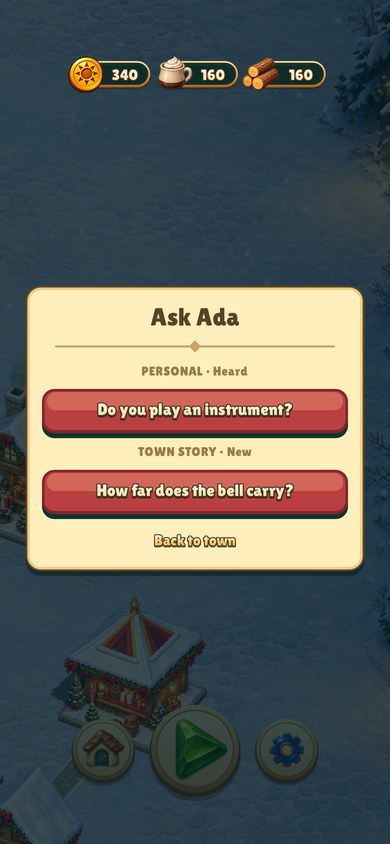 340
160
160
Ask Ada
PERSONAL · Heard
Do you play an instrument?
TOWN STORY · New
How far does the bell carry?
Back to town